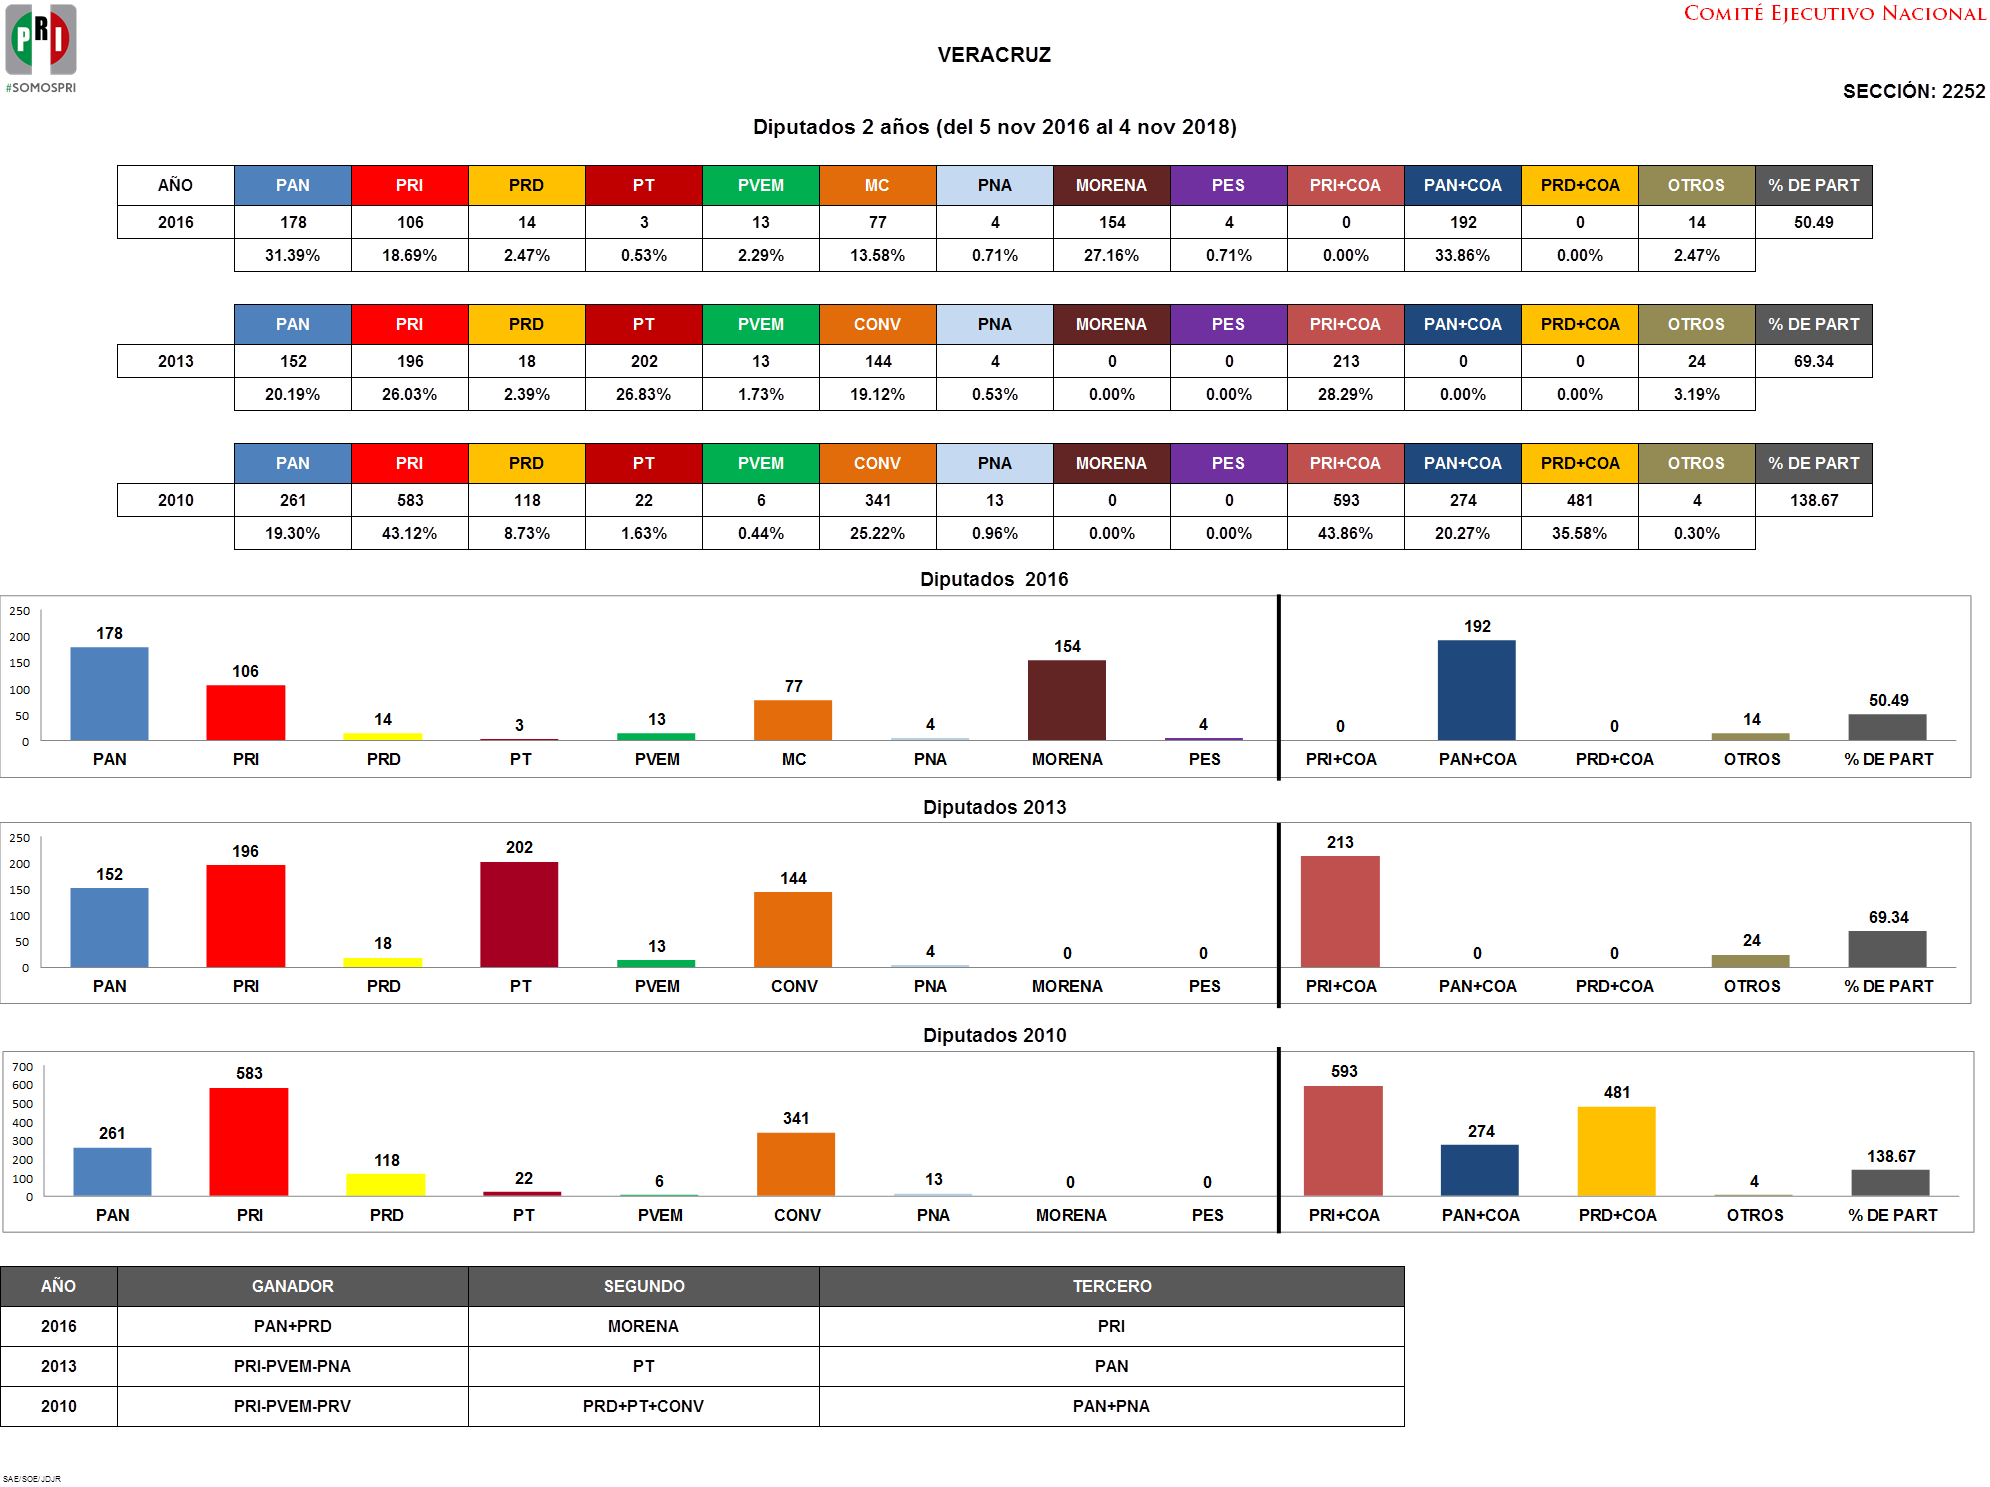 PRI
#SOMOSPRI
COMITÉ EJECUTIVO NACIONAL
VERACRUZ
SECCIÓN: 2252
Diputados 2 años (del 5 nov 2016 al 4 nov 2018)
AÑO PAN PRI PRD PT PVEM MC PNA MORENA PES PRI+COA PAN+COA PRD+COA OTROS % DE PART
2016 178 106 14 3 13 77 4 154 4 0 192 0 14 50.49
31.39% 18.69% 2.47% 0.53% 2.29% 13.58% 0.71% 27.16% 0.71% 0.00% 33.86% 0.00% 2.47%
PAN PRI PRD PT PVEM CONV PNA MORENA PES PRI+COA PAN+COA PRD+COA OTROS % DE PART
2013 152 196 18 202 13 144 4 0 0 213 0 0 24 69.34
20.19% 26.03% 2.39% 26.83% 1.73% 19.12% 0.53% 0.00% 0.00% 28.29% 0.00% 0.00% 3.19%
PAN PRI PRD PT PVEM CONV PNA MORENA PES PRI+COA PAN+COA PRD+COA OTROS % DE PART
2010 261 583 118 22 6 341 13 0 0 593 274 481 4 138.67
19.30% 43.12% 8.73% 1.63% 0.44% 25.22% 0.96% 0.00% 0.00% 43.86% 20.27% 35.58% 0.30%
Diputados 2016
250
200
150
100
50
0
178 106 14 3 13 77 4 154 4 0 192 0 14 50.49
PAN PRI PRD PT PVEM MC PNA MORENA PES PRI+COA PAN+COA PRD+COA OTROS % DE PART
Diputados 2013
250
200
150
100
50
0
152 196 18 202 13 144 4 0 0 213 0 0 24 69.34
PAN PRI PRD PT PVEM CONV PNA MORENA PES PRI+COA PAN+COA PRD+COA OTROS % DE PART
Diputados 2010
700
600
500
400
300
200
100
0
261 583 118 22 6 341 13 0 0 593 274 481 4 138.67
PAN PRI PRD PT PVEM CONV PNA MORENA PES PRI+COA PAN+COA PRD+COA OTROS % DE PART
AÑO GANADOR SEGUNDO TERCERO
2016 PAN+PRD MORENA PRI
2013 PRI-PVEM-PNA PT PAN
2010 PRI-PVEM-PRV PRD+PT+CONV PAN+PNA
SAE/SOE/JDJR